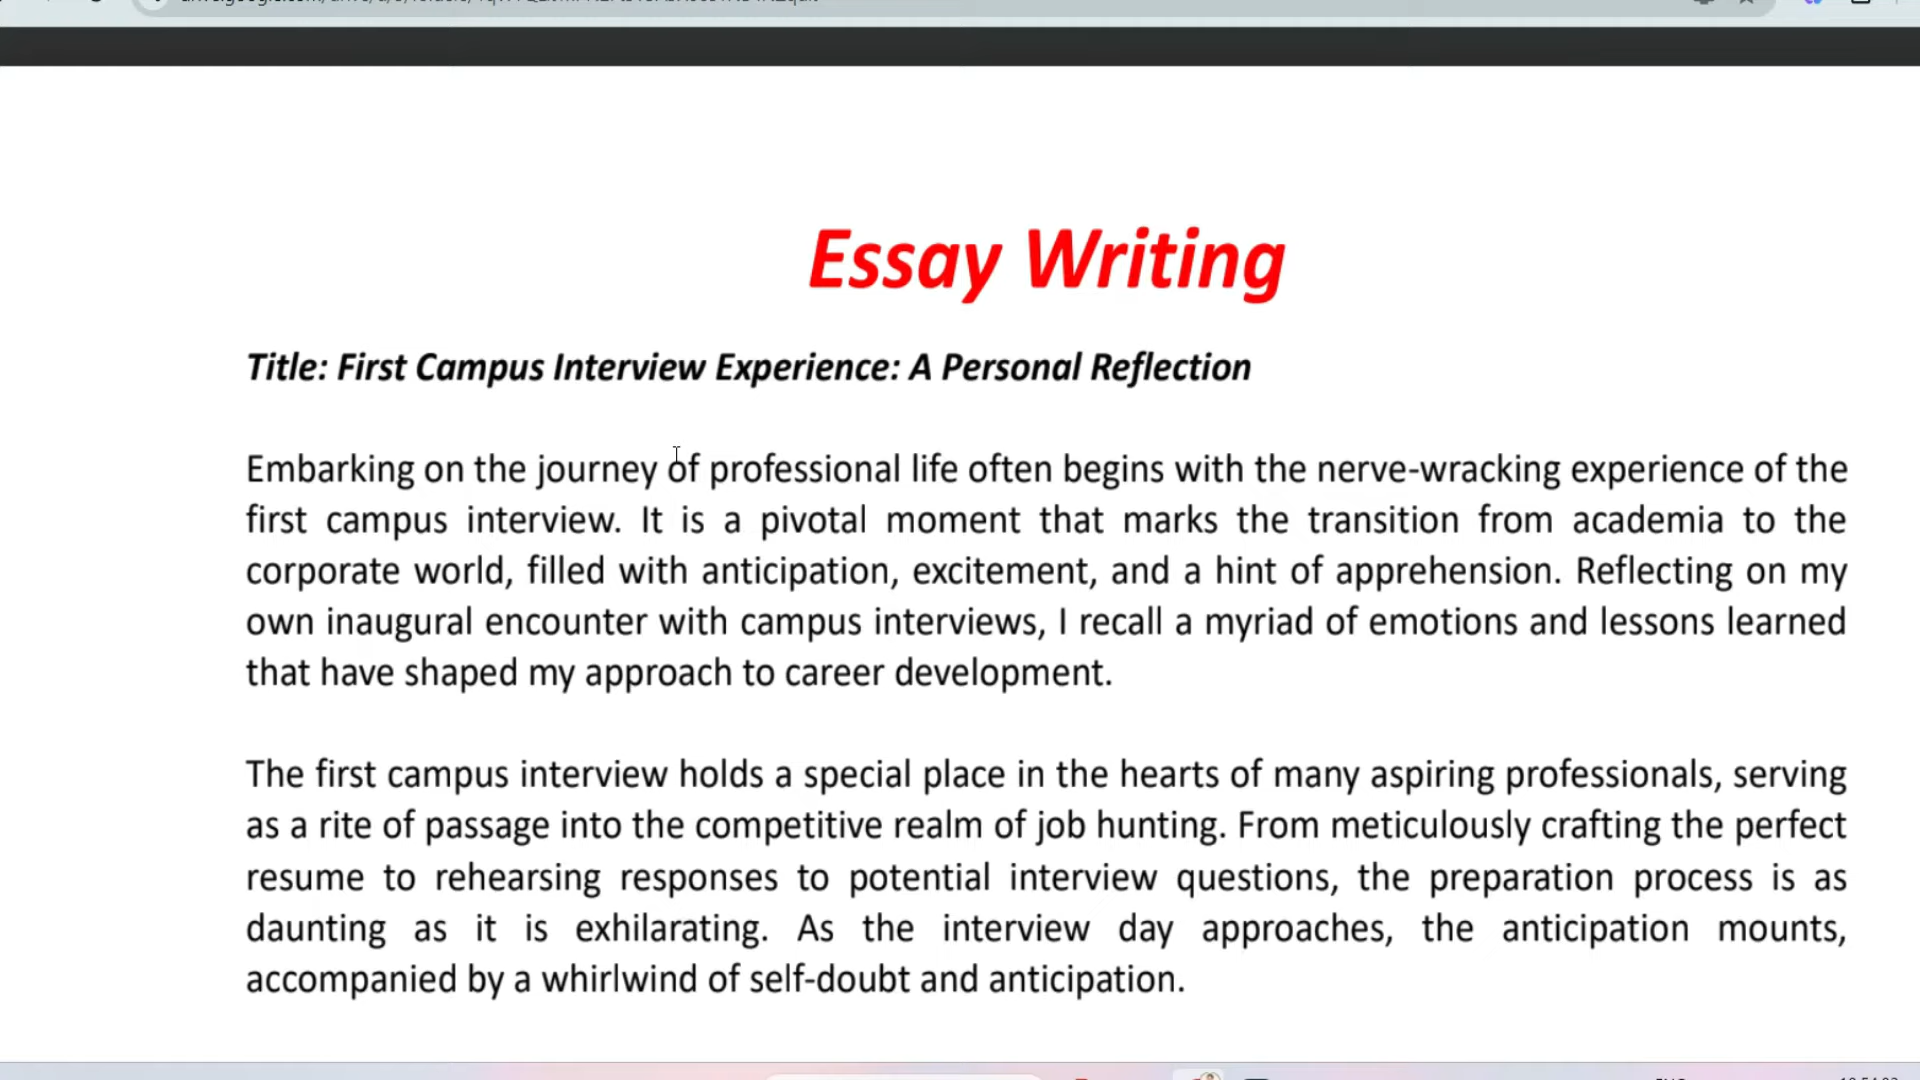 Essay Writing
Title: First Campus Interview Experience: A Personal Reflection
Embarking on the journey of professional life often begins with the nerve-wracking experience of the
first campus interview. It is a pivotal moment that marks the transition from academia to the
corporate world, filled with anticipation, excitement, and a hint of apprehension. Reflecting on my
own inaugural encounter with campus interviews, I recall a myriad of emotions and lessons learned
that have shaped my approach to career development.
The first campus interview holds a special place in the hearts of many aspiring professionals, serving
as a rite of passage into the competitive realm of job hunting. From meticulously crafting the perfect
resume to rehearsing responses to potential interview questions, the preparation process is as
daunting as it is exhilarating. As the interview day approaches, the anticipation mounts,
accompanied by a whirlwind of self-doubt and anticipation.